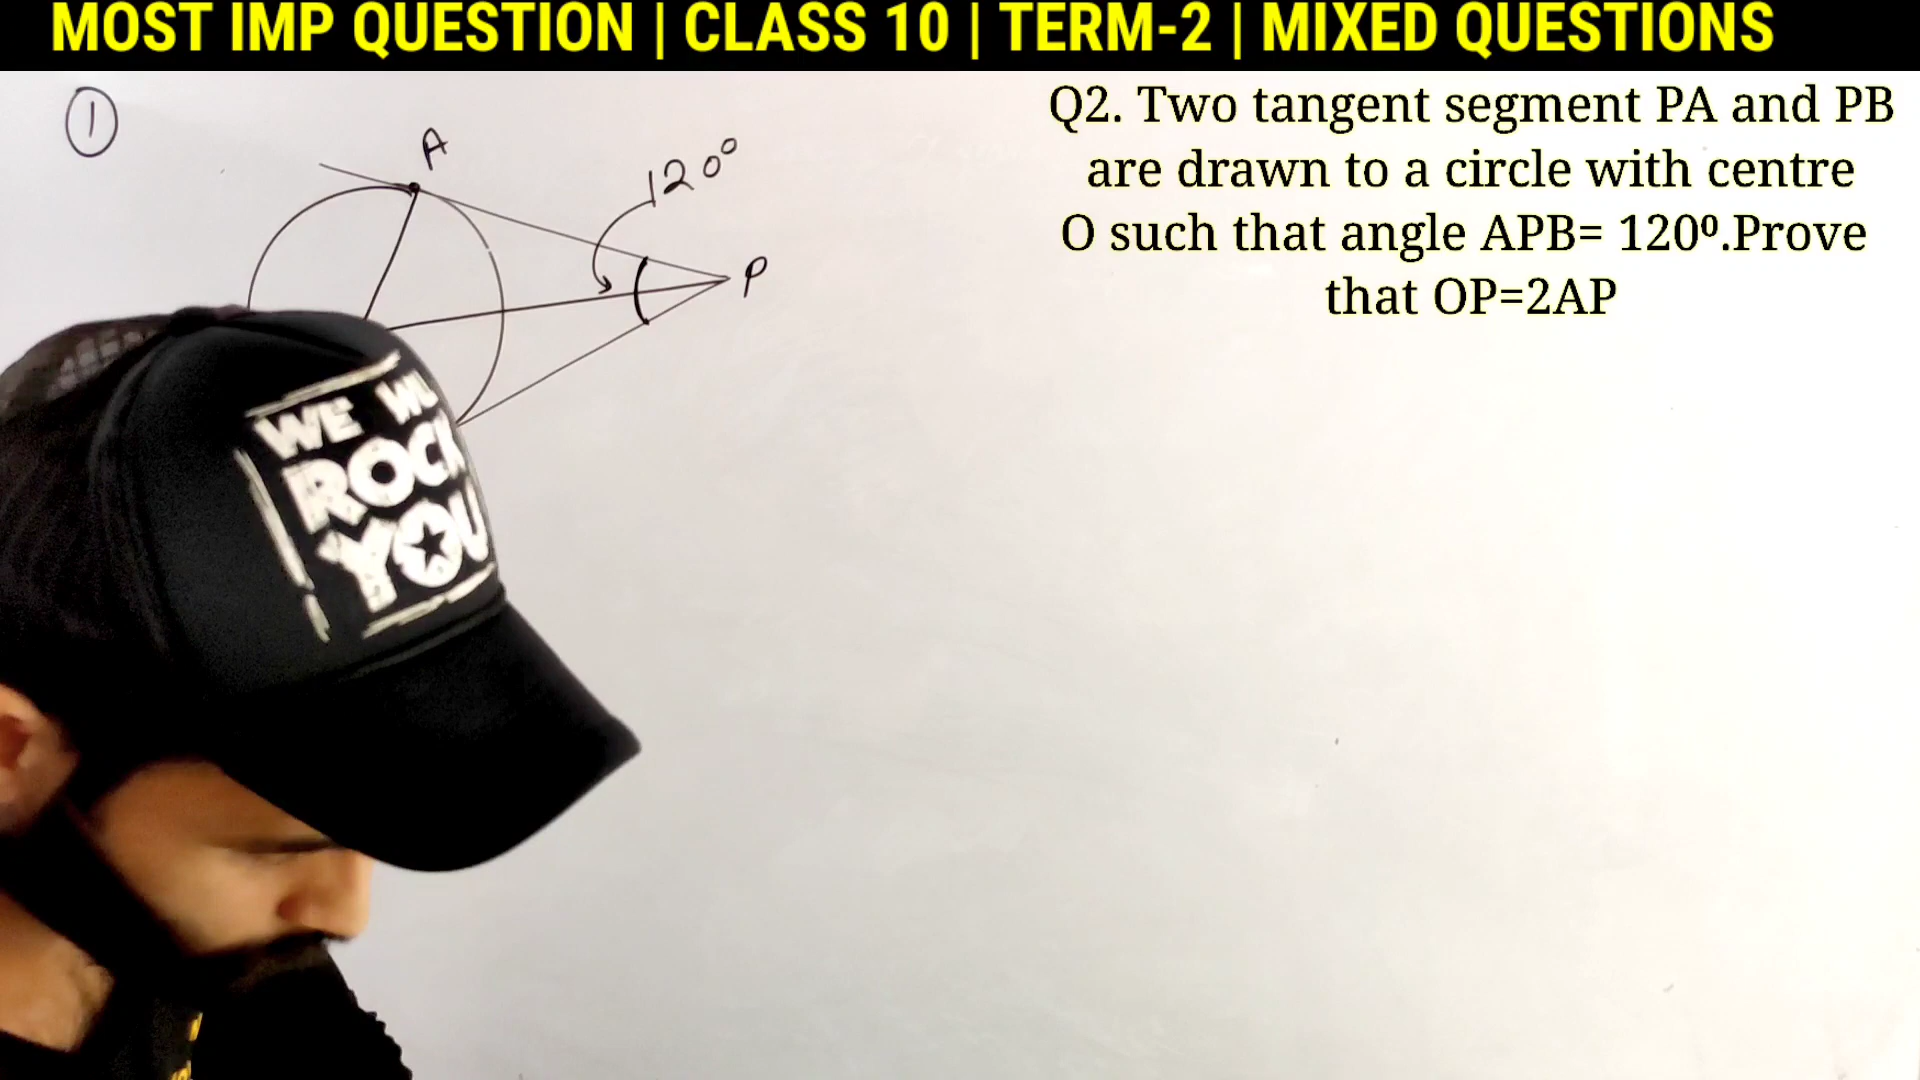 MOST IMP QUESTION | CLASS 10 | TERM-2 | MIXED QUESTIONS
Q2. Two tangent segment PA and PB
are drawn to a circle with centre
O such that angle APB= 120⁰.Prove
that OP=2AP
1
A
120°
P
WE
ROCK
YOU